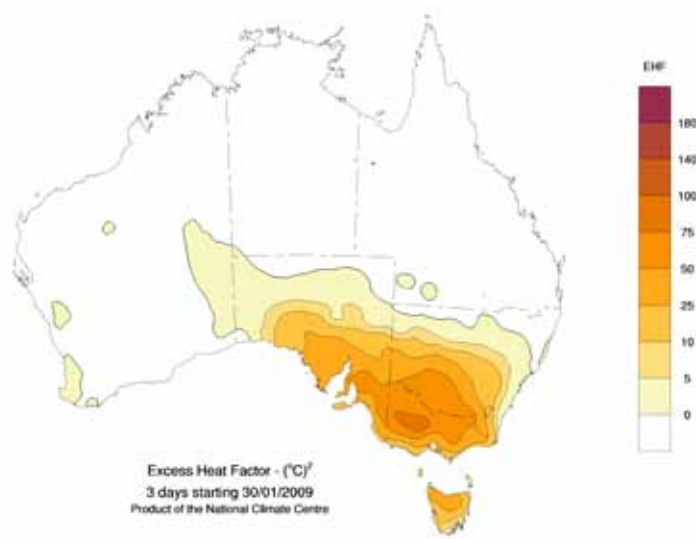 EHF
180
140
100
75
50
25
10
5
0
Excess Heat Factor - (°C)²
3 days starting 30/01/2009
Product of the National Climate Centre